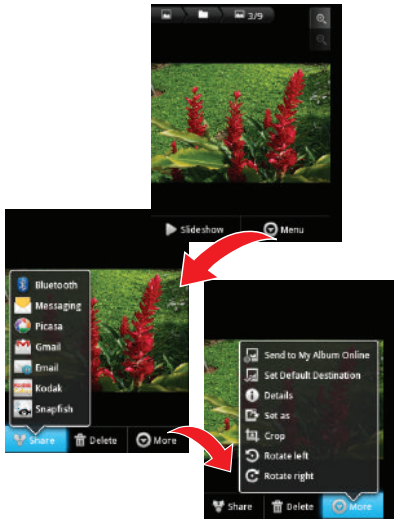 3/9
Slideshow
Menu
Bluetooth
Messaging
Picasa
Gmail
Email
Kodak
Snapfish
Share
Delete
More
Send to My Album Online
Set Default Destination
Details
Set as
Crop
Rotate left
Rotate right
Share
Delete
More